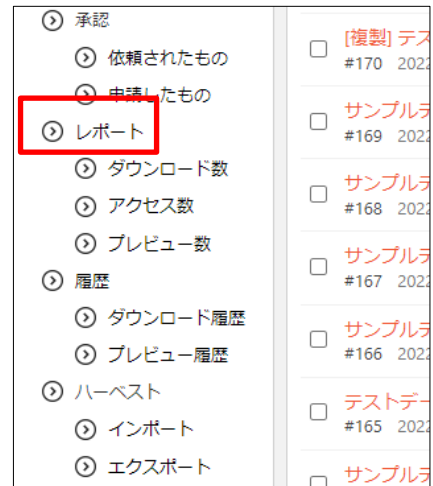 承認
依頼されたもの
申請したもの
レポート
ダウンロード数
アクセス数
プレビュー数
履歴
ダウンロード履歴
プレビュー履歴
ハーベスト
インポート
エクスポート
[複製] テス
#170 2022
サンプルデ
#169 2022
サンプルデ
#168 2022
サンプルデ
#167 2022
サンプルデ
#166 2022
テストデー
#165 2022
サンプルデ